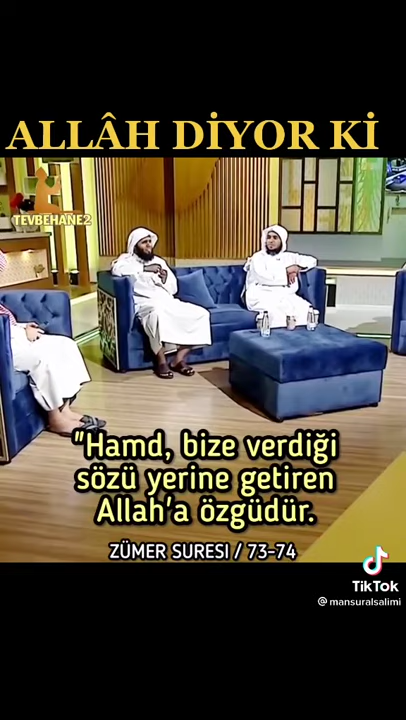 ALLÂH DİYOR Kİ
TEVBEHANE2
"Hamd, bize verdiği
sözü yerine getiren
Allah'a özgüdür.
ZÜMER SURESI / 73-74
TikTok
@mansuralsalimi